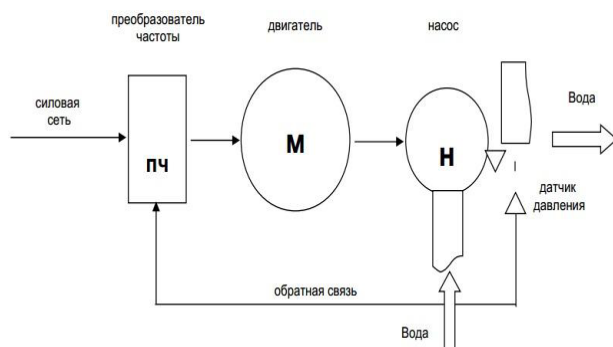 преобразователь
частоты
двигатель
насос
силовая
сеть
Вода
ПЧ
М
Н
датчик
давления
обратная связь
Вода